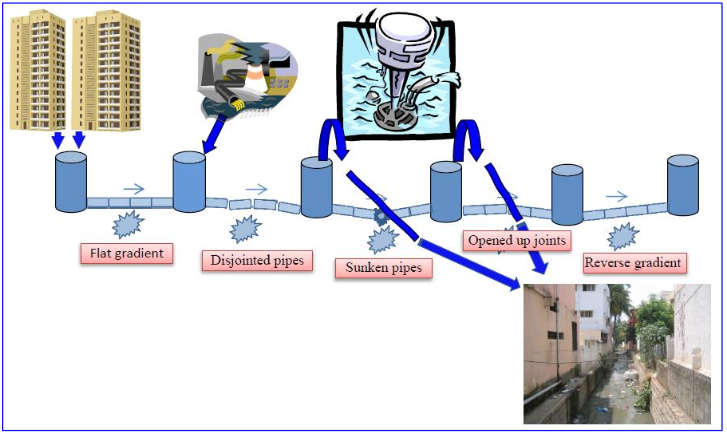 Flat gradient
Disjointed pipes
Sunken pipes
Opened up joints
Reverse gradient